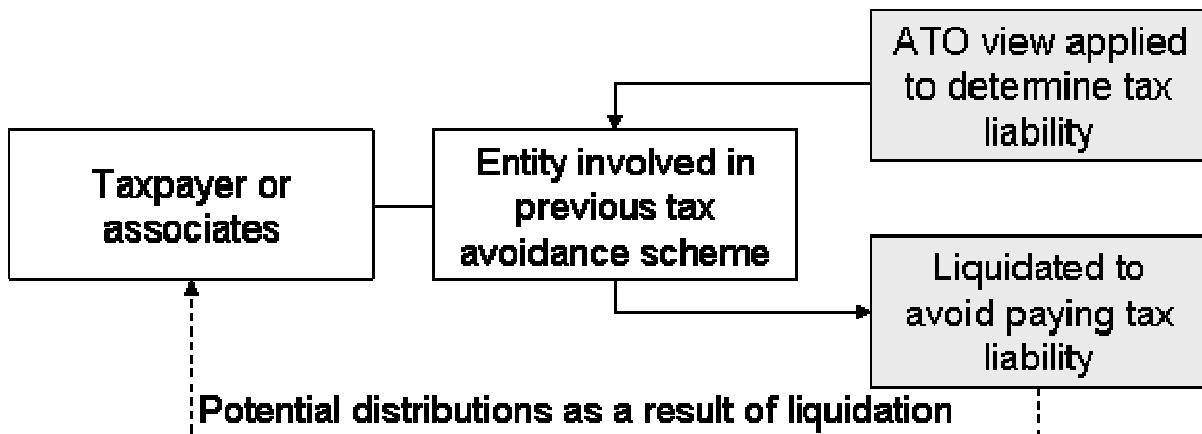 ATO view applied
to determine tax
liability
Taxpayer or
associates
Entity involved in
previous tax
avoidance scheme
Liquidated to
avoid paying tax
liability
Potential distributions as a result of liquidation